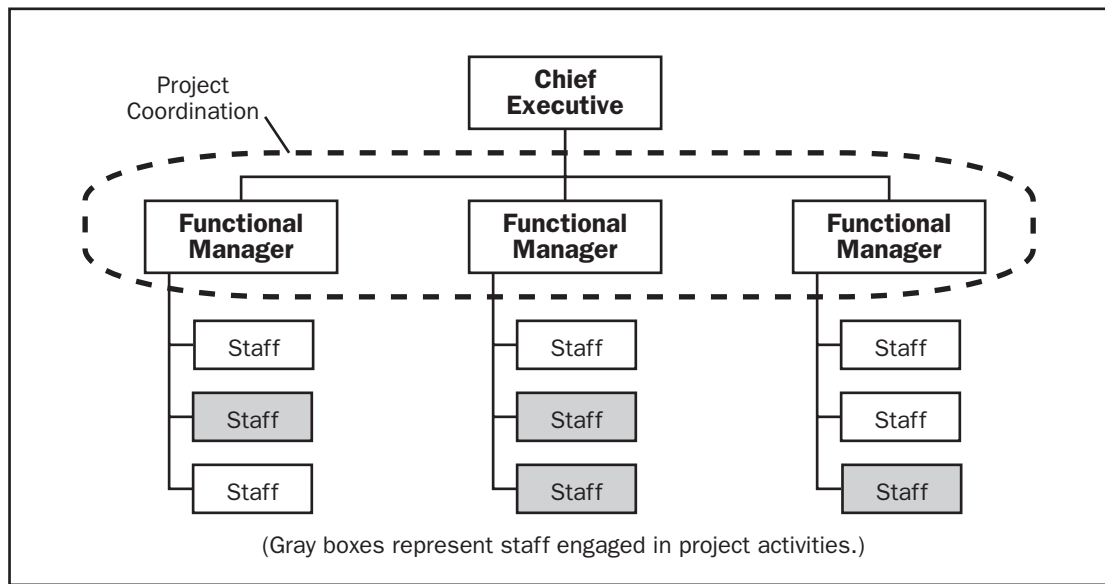 Project
Coordination
Chief
Executive
Functional
Manager
Functional
Manager
Functional
Manager
Staff
Staff
Staff
Staff
Staff
Staff
Staff
Staff
Staff
(Gray boxes represent staff engaged in project activities.)